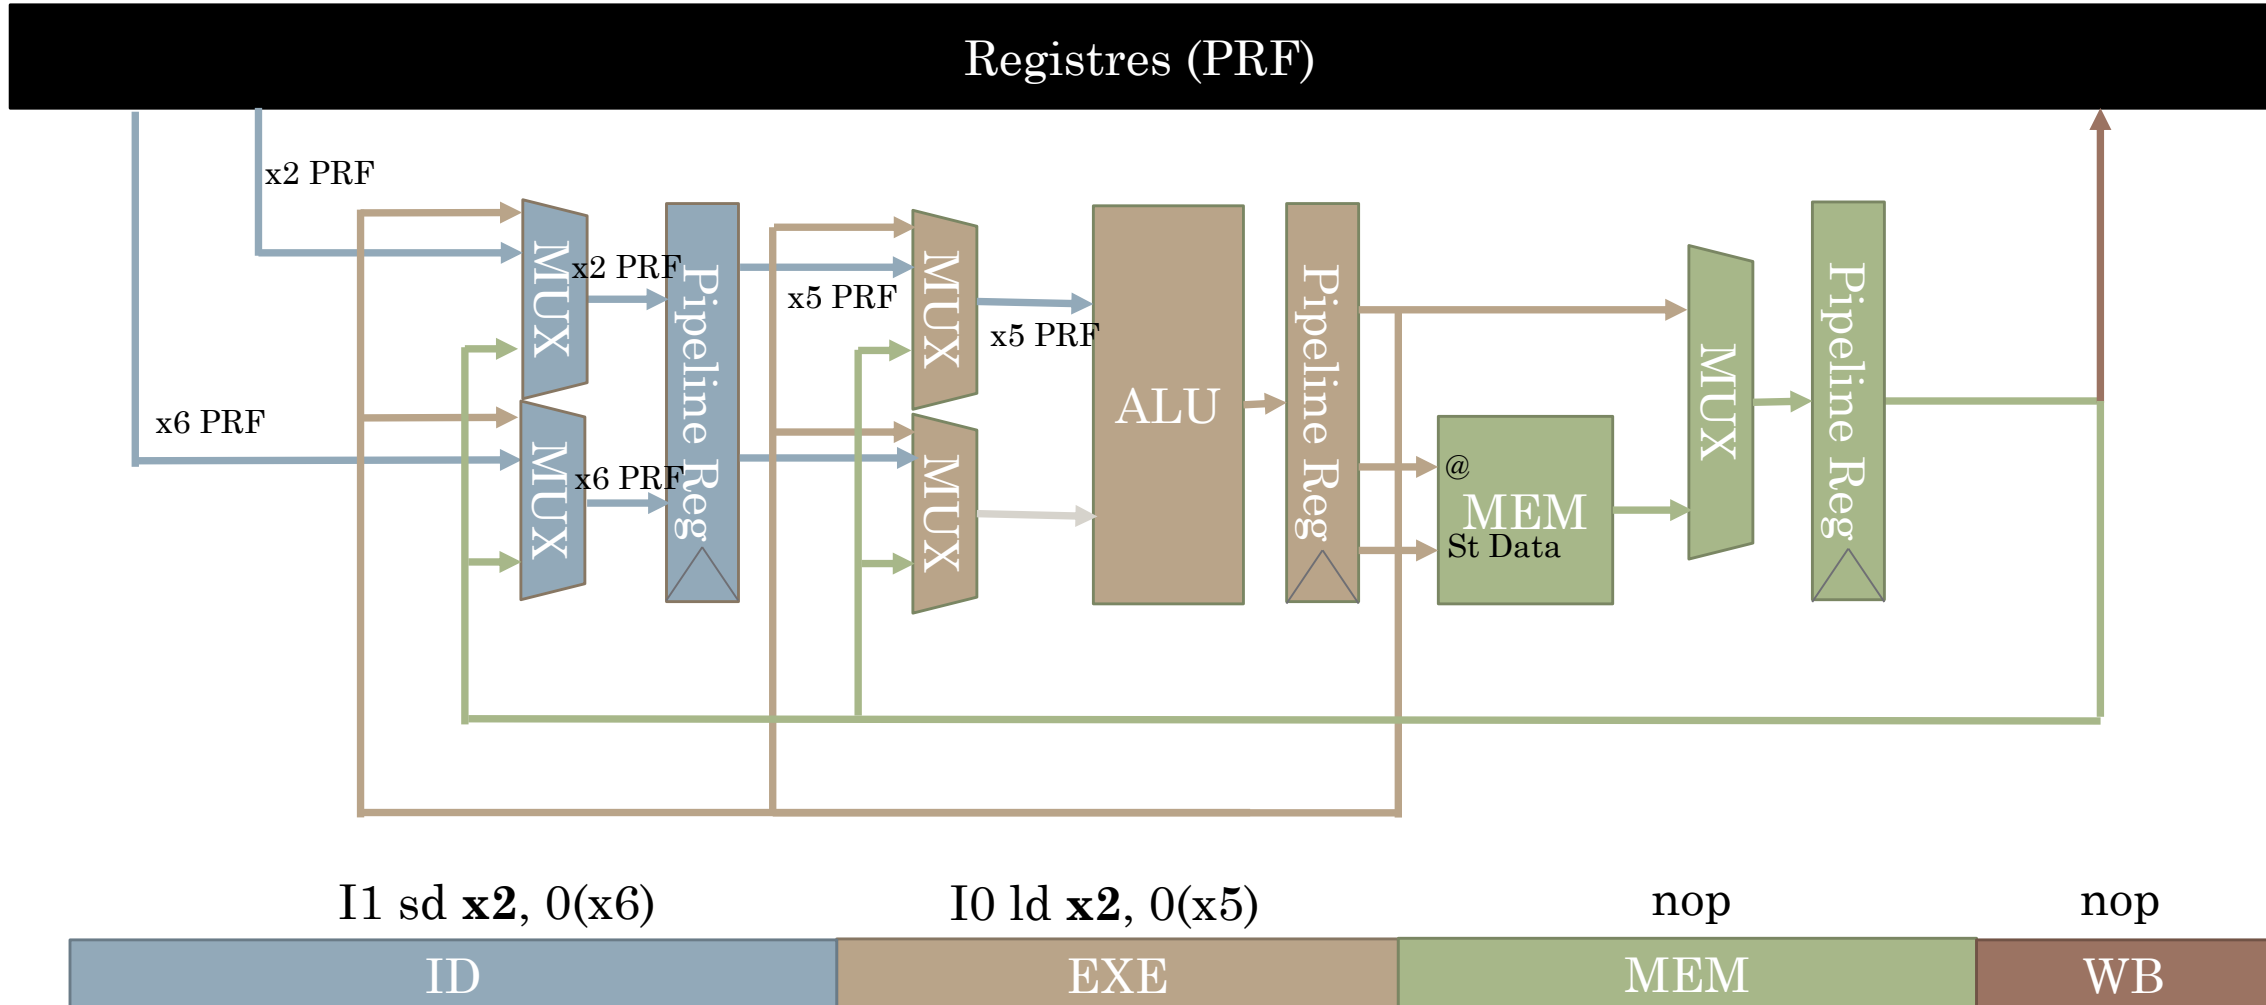 Registres (PRF)
x2 PRF
x6 PRF
MUX
MUX
x2 PRF
x6 PRF
Pipeline Reg
x5 PRF
MUX
MUX
x5 PRF
ALU
Pipeline Reg
@
MEM
St Data
MUX
Pipeline Reg
I1 sd x2, 0(x6)
I0 ld x2, 0(x5)
nop
nop
ID
EXE
MEM
WB